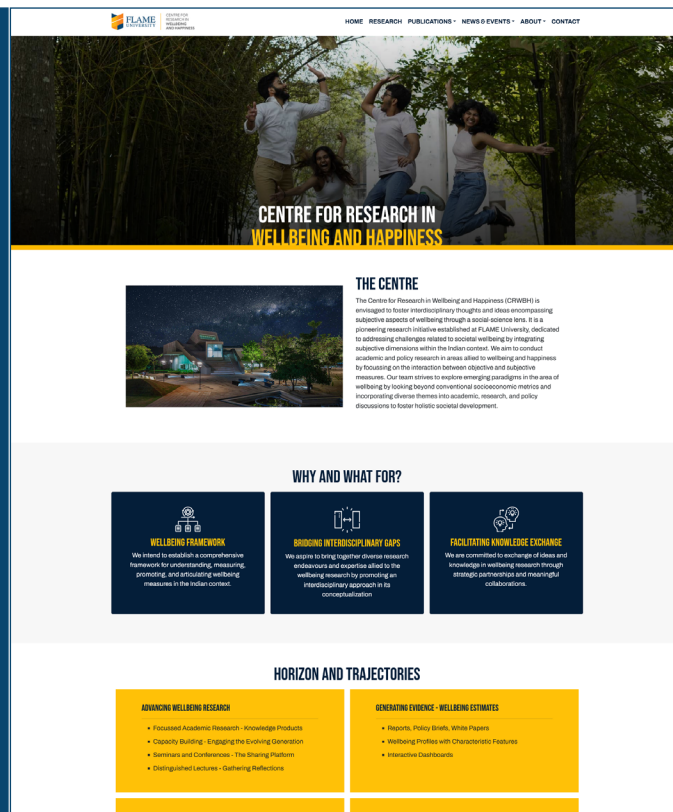 FLAME
UNIVERSITY
CENTRE FOR
RESEARCH IN
WELLBEING
AND HAPPINESS
HOME RESEARCH PUBLICATIONS NEWS & EVENTS ABOUT CONTACT
CENTRE FOR RESEARCH IN
WELLBEING AND HAPPINESS
THE CENTRE
The Centre for Research in Wellbeing and Happiness (CRWBH) is
envisaged to foster interdisciplinary thoughts and ideas encompassing
subjective aspects of wellbeing through a social-science lens. It is a
pioneering research initiative established at FLAME University, dedicated
to addressing challenges related to societal wellbeing by integrating
subjective dimensions within the Indian context. We aim to conduct
academic and policy research in areas allied to wellbeing and happiness
by focussing on the interaction between objective and subjective
measures. Our team strives to explore emerging paradigms in the area of
wellbeing by looking beyond conventional socioeconomic metrics and
incorporating diverse themes into academic, research, and policy
discussions to foster holistic societal development.
WHY AND WHAT FOR?
WELLBEING FRAMEWORK
We intend to establish a comprehensive
framework for understanding, measuring,
promoting, and articulating wellbeing
measures in the Indian context.
BRIDGING INTERDISCIPLINARY GAPS
We aspire to bring together diverse research
endeavours and expertise allied to the
wellbeing research by promoting an
interdisciplinary approach in its
conceptualization
FACILITATING KNOWLEDGE EXCHANGE
We are committed to exchange of ideas and
knowledge in wellbeing research through
strategic partnerships and meaningful
collaborations.
HORIZON AND TRAJECTORIES
ADVANCING WELLBEING RESEARCH
• Focussed Academic Research - Knowledge Products
• Capacity Building - Engaging the Evolving Generation
• Seminars and Conferences - The Sharing Platform
• Distinguished Lectures - Gathering Reflections
GENERATING EVIDENCE - WELLBEING ESTIMATES
• Reports, Policy Briefs, White Papers
• Wellbeing Profiles with Characteristic Features
• Interactive Dashboards